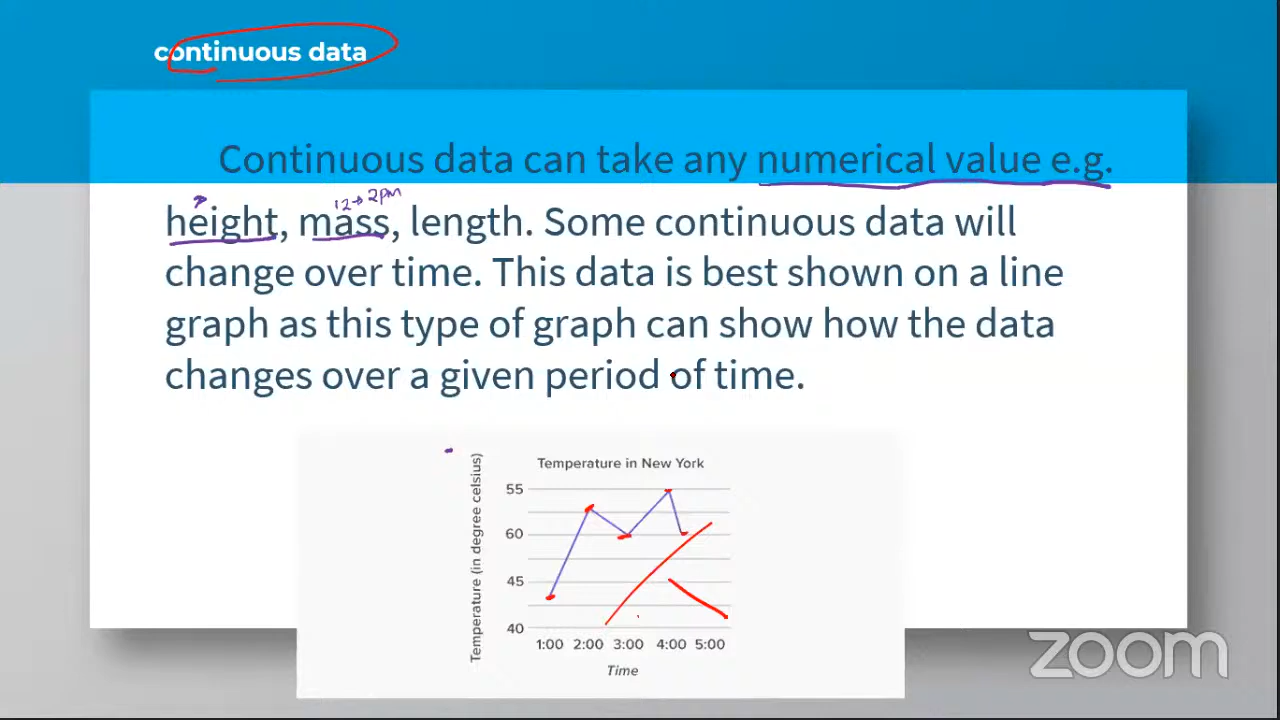 continuous data
Continuous data can take any numerical value e.g.
12→2pm
height, mass, length. Some continuous data will
change over time. This data is best shown on a line
graph as this type of graph can show how the data
changes over a given period of time.
Temperature in New York
Temperature (in degree celsius)
55
60
45
40
1:00 2:00 3:00 4:00 5:00
Time
zoom